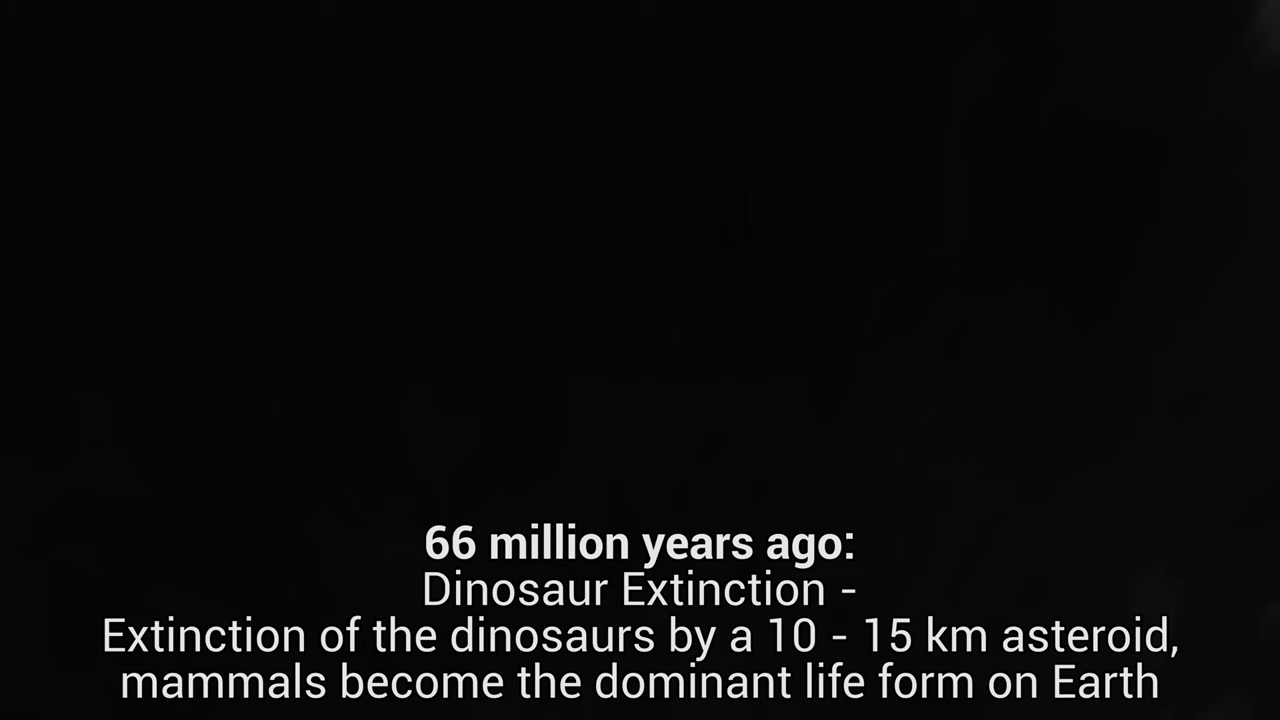 66 million years ago:
Dinosaur Extinction -
Extinction of the dinosaurs by a 10 - 15 km asteroid,
mammals become the dominant life form on Earth